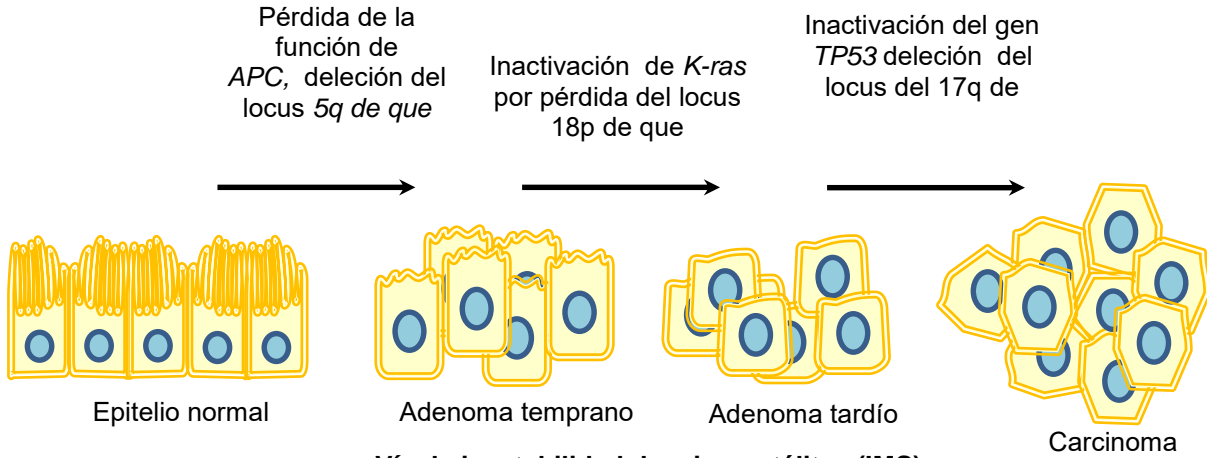 Pérdida de la
función de
APC, deleción del
locus 5q de que
Inactivación de K-ras
por pérdida del locus
18p de que
Inactivación del gen
TP53 deleción del
locus del 17q de
Epitelio normal
Adenoma temprano
Adenoma tardío
Carcinoma
(IMS)